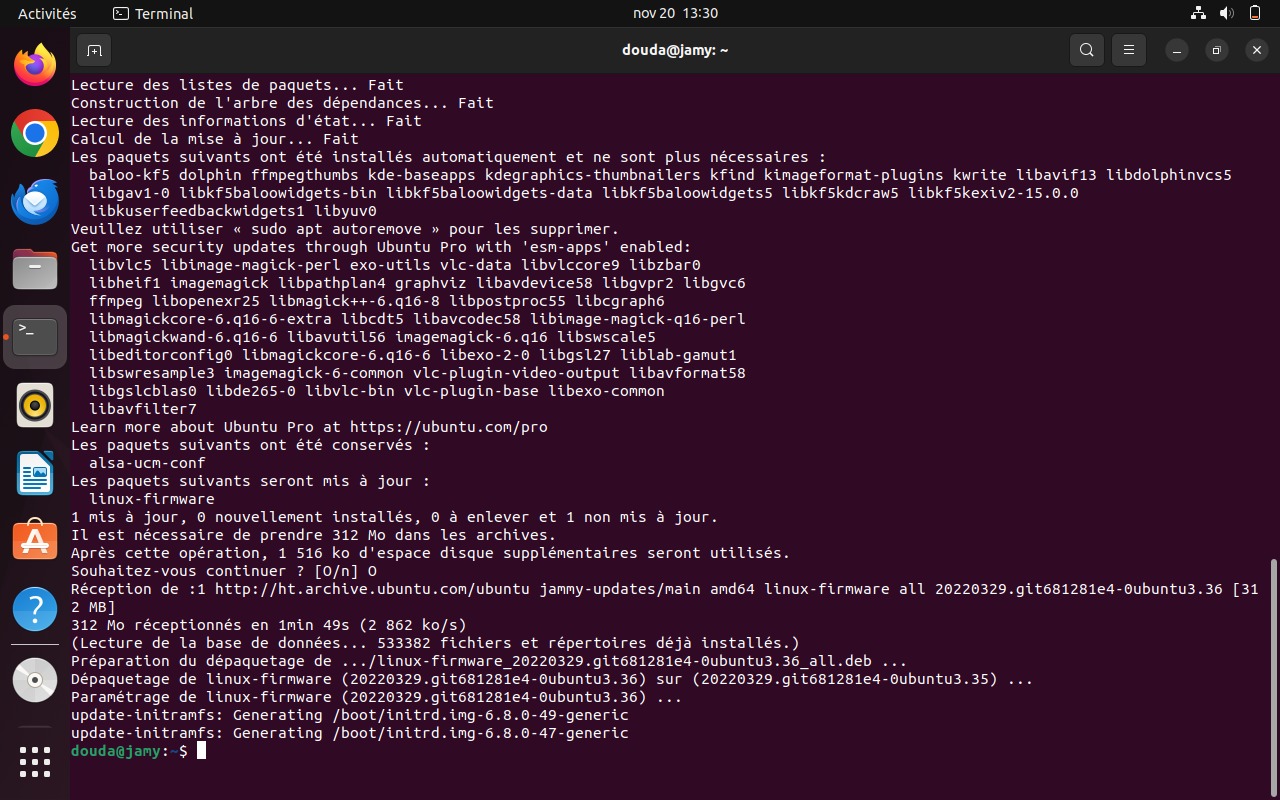 Activités
Terminal
nov 20 13:30
douda@jamy: ~
Lecture des listes de paquets... Fait
Construction de l'arbre des dépendances... Fait
Lecture des informations d'état... Fait
Calcul de la mise à jour... Fait
Les paquets suivants ont été installés automatiquement et ne sont plus nécessaires :
baloo-kf5 dolphin ffmpegthumbs kde-baseapps kdegraphics-thumbnailers kfind kimageformat-plugins kwrite libavif13 libdolphinvcs5
libgav1-0 libkf5baloowidgets-bin libkf5baloowidgets-data libkf5baloowidgets5 libkf5kdcraw5 libkf5kexiv2-15.0.0
libkuserfeedbackwidgets1 libyuv0
Veuillez utiliser « sudo apt autoremove » pour les supprimer.
Get more security updates through Ubuntu Pro with 'esm-apps' enabled:
libvlc5 libimage-magick-perl exo-utils vlc-data libvlccore9 libzbar0
libheif1 imagemagick libpathplan4 graphviz libavdevice58 libgvpr2 libgvc6
ffmpeg libopenexr25 libmagick++-6.q16-8 libpostproc55 libcgraph6
libmagickcore-6.q16-6-extra libcdt5 libavcodec58 libimage-magick-q16-perl
libmagickwand-6.q16-6 libavutil56 imagemagick-6.q16 libswscale5
libeditorconfig0 libmagickcore-6.q16-6 libexo-2-0 libgsl27 liblab-gamut1
libswresample3 imagemagick-6-common vlc-plugin-video-output libavformat58
libgslcblas0 libde265-0 libvlc-bin vlc-plugin-base libexo-common
libavfilter7
Learn more about Ubuntu Pro at https://ubuntu.com/pro
Les paquets suivants ont été conservés :
alsa-ucm-conf
Les paquets suivants seront mis à jour :
linux-firmware
1 mis à jour, 0 nouvellement installés, 0 à enlever et 1 non mis à jour.
Il est nécessaire de prendre 312 Mo dans les archives.
Après cette opération, 1 516 ko d'espace disque supplémentaires seront utilisés.
Souhaitez-vous continuer ? [O/n] O
Réception de :1 http://ht.archive.ubuntu.com/ubuntu jammy-updates/main amd64 linux-firmware all 20220329.git681281e4-0ubuntu3.36 [31
2 MB]
312 Mo réceptionnés en 1min 49s (2 862 ko/s)
(Lecture de la base de données... 533382 fichiers et répertoires déjà installés.)
Préparation du dépaquetage de .../linux-firmware_20220329.git681281e4-0ubuntu3.36_all.deb ...
Dépaquetage de linux-firmware (20220329.git681281e4-0ubuntu3.36) sur (20220329.git681281e4-0ubuntu3.35) ...
Paramétrage de linux-firmware (20220329.git681281e4-0ubuntu3.36) ...
update-initramfs: Generating /boot/initrd.img-6.8.0-49-generic
update-initramfs: Generating /boot/initrd.img-6.8.0-47-generic
douda@jamy:~$